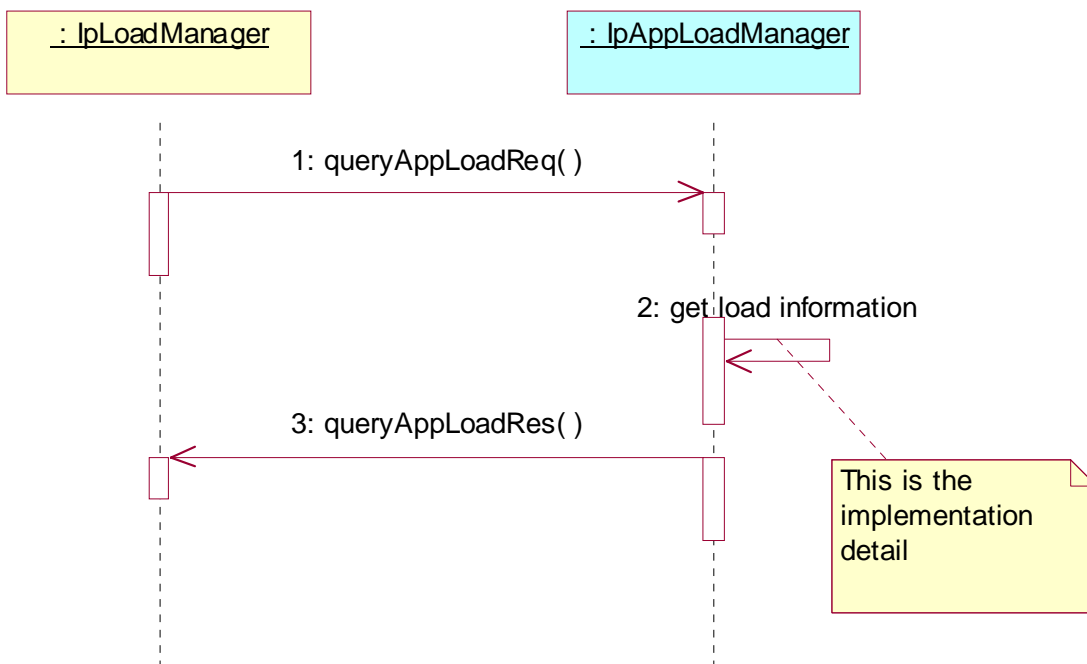 : IpLoadManager
: IpAppLoadManager
1: queryAppLoadReq( )
2: get load information
3: queryAppLoadRes( )
This is the
implementation
detail